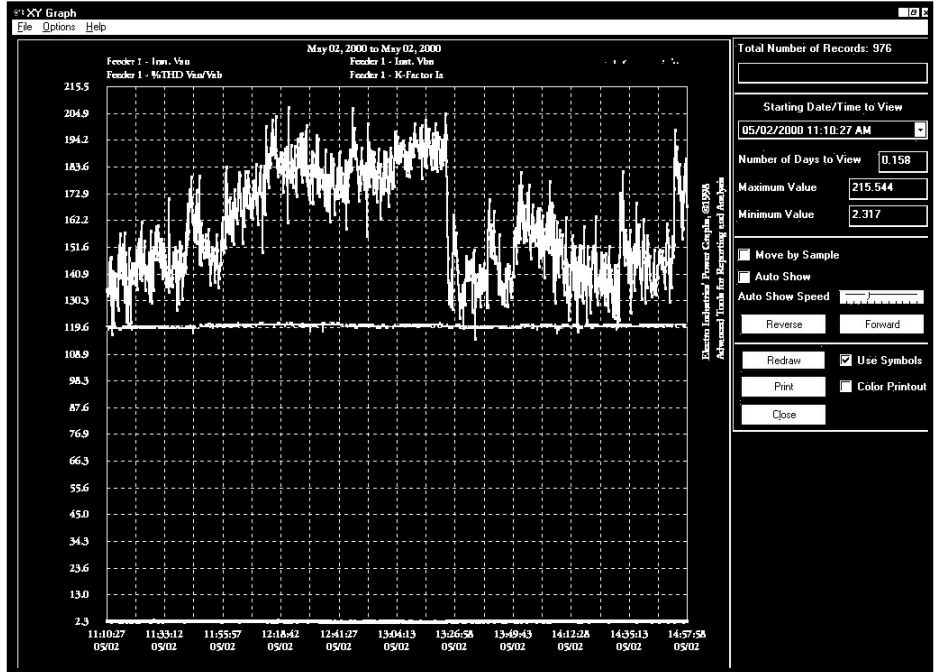 XY Graph
File Options Help
May 02, 2000 to May 02, 2000
Feeder 1 - Inst. Van
Feeder 1 - Inst. Vbn
Feeder 1 - %THD Van/Vab
Feeder 1 - K-Factor Ia
215.5
204.9
194.2
183.6
172.9
162.2
151.6
140.9
130.3
119.6
108.9
98.3
87.6
76.9
66.3
55.6
45.0
34.3
23.6
13.0
2.3
11:10:27 11:33:12 11:55:57 12:18:42 12:41:27 13:04:13 13:26:58 13:49:43 14:12:28 14:35:13 14:57:58
05/02 05/02 05/02 05/02 05/02 05/02 05/02 05/02 05/02 05/02 05/02
Electro Industries' Power Graphs, ©1998
Advanced Tools for Reporting and Analysis
Total Number of Records: 976
Starting Date/Time to View
05/02/2000 11:10:27 AM
Number of Days to View 0.158
Maximum Value 215.544
Minimum Value 2.317
Move by Sample
Auto Show
Auto Show Speed
Reverse Forward
Redraw Use Symbols
Print Color Printout
Close